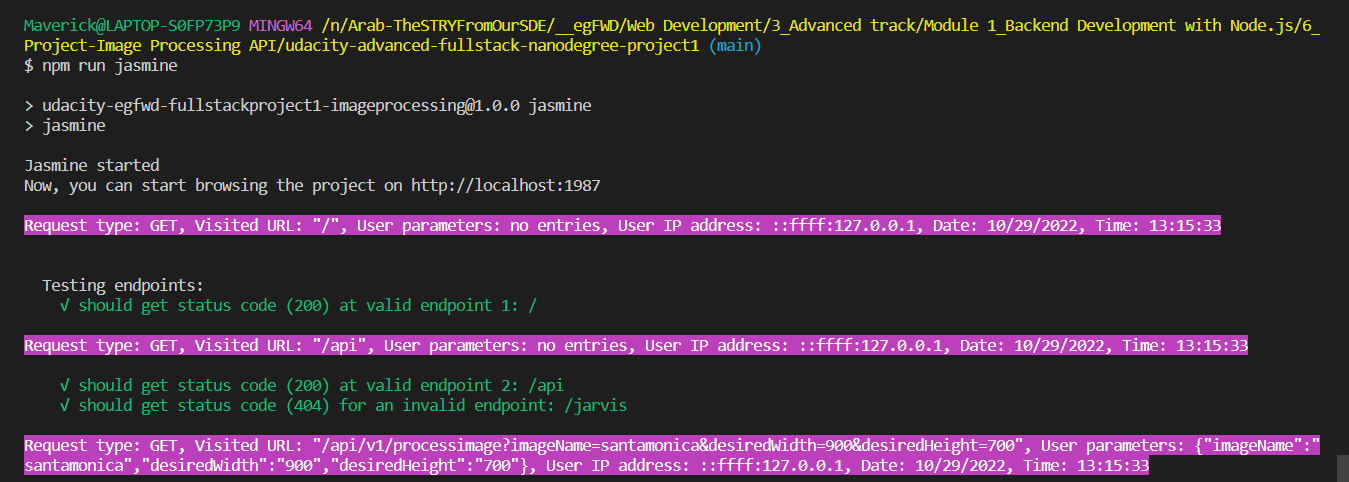 Maverick@LAPTOP-S0FP73P9 MINGW64 /n/Arab-TheSTRYFromOurSDE/__egFWD/Web Development/3_Advanced track/Module 1_Backend Development with Node.js/6_
Project-Image Processing API/udacity-advanced-fullstack-nanodegree-project1 (main)
$ npm run jasmine
> udacity-egfwd-fullstackproject1-imageprocessing@1.0.0 jasmine
> jasmine
Jasmine started
Now, you can start browsing the project on http://localhost:1987
Request type: GET, Visited URL: "/", User parameters: no entries, User IP address: ::ffff:127.0.0.1, Date: 10/29/2022, Time: 13:15:33
Testing endpoints:
√ should get status code (200) at valid endpoint 1: /
Request type: GET, Visited URL: "/api", User parameters: no entries, User IP address: ::ffff:127.0.0.1, Date: 10/29/2022, Time: 13:15:33
√ should get status code (200) at valid endpoint 2: /api
√ should get status code (404) for an invalid endpoint: /jarvis
Request type: GET, Visited URL: "/api/v1/processimage?imageName=santamonica&desiredWidth=900&desiredHeight=700", User parameters: {"imageName":"
santamonica","desiredWidth":"900","desiredHeight":"700"}, User IP address: ::ffff:127.0.0.1, Date: 10/29/2022, Time: 13:15:33